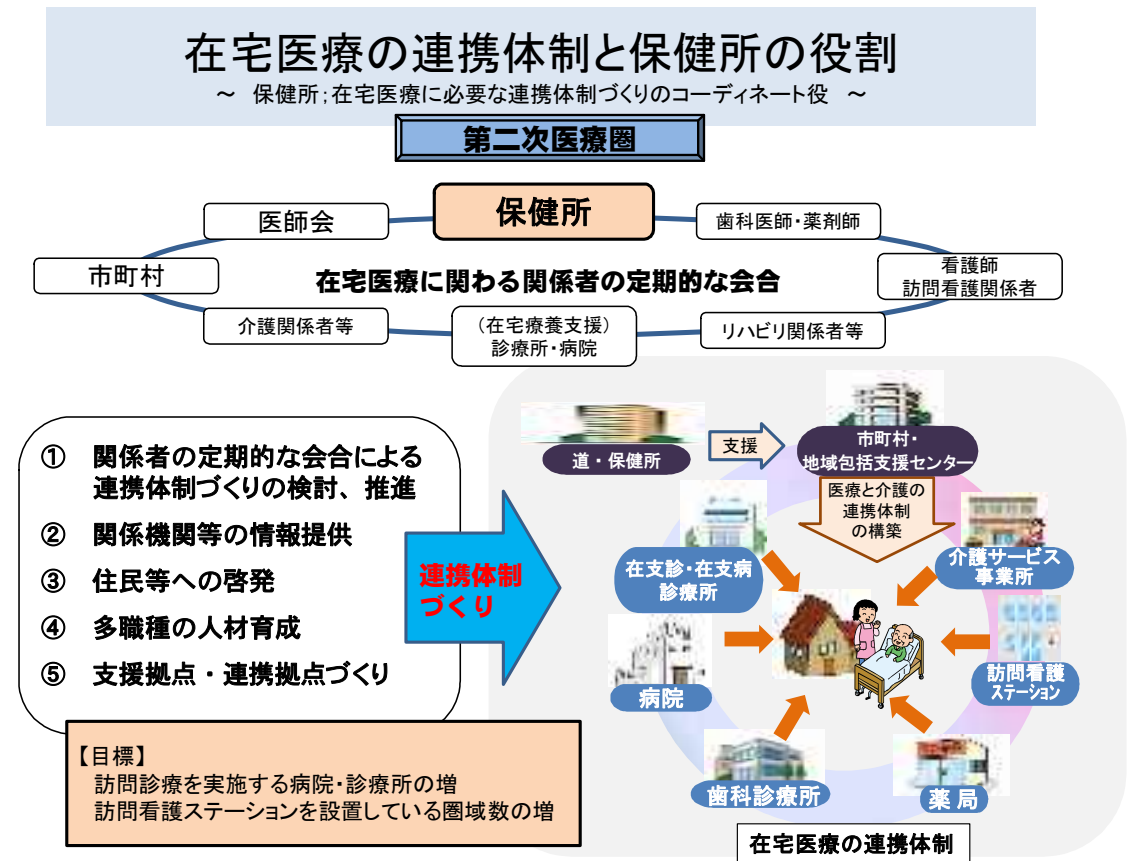 在宅医療の連携体制と保健所の役割
～ 保健所;在宅医療に必要な連携体制づくりのコーディネート役 ～
第二次医療圏
保健所
医師会
歯科医師・薬剤師
市町村
看護師
訪問看護関係者
在宅医療に関わる関係者の定期的な会合
介護関係者等
（在宅療養支援）
診療所・病院
リハビリ関係者等
① 関係者の定期的な会合による
連携体制づくりの検討、推進
② 関係機関等の情報提供
③ 住民等への啓発
④ 多職種の人材育成
⑤ 支援拠点・連携拠点づくり
【目標】
訪問診療を実施する病院・診療所の増
訪問看護ステーションを設置している圏域数の増
連携体制
づくり
道・保健所
支援
市町村・
地域包括支援センター
医療と介護の
連携体制
の構築
在支診・在支病
診療所
介護サービス
事業所
病院
訪問看護
ステーション
歯科診療所
薬局
在宅医療の連携体制